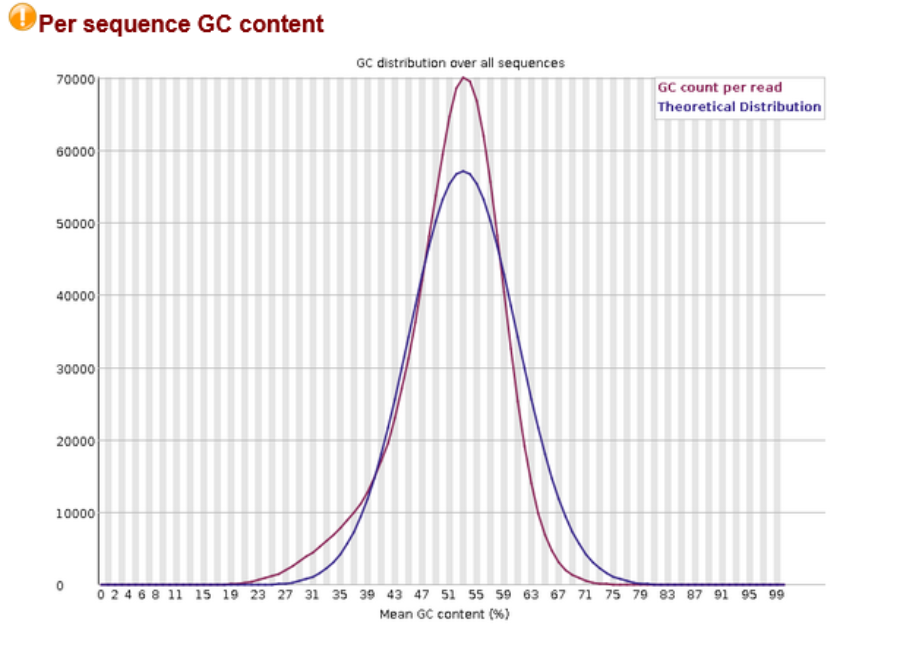 Per sequence GC content
GC distribution over all sequences
GC count per read
Theoretical Distribution
70000
60000
50000
40000
30000
20000
10000
0
0 2 4 6 8 11 15 19 23 27 31 35 39 43 47 51 55 59 63 67 71 75 79 83 87 91 95 99
Mean GC content (%)